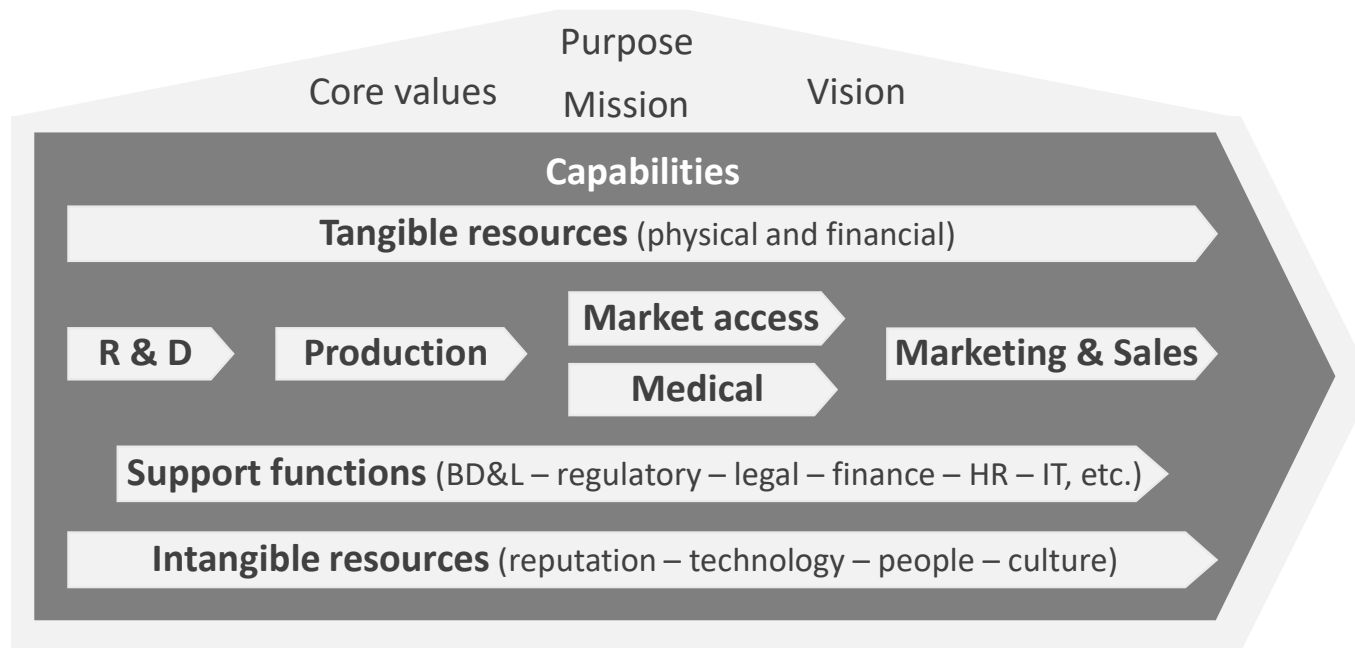 Purpose
Core values
Mission
Vision
Capabilities
Tangible resources (physical and financial)
R & D
Production
Market access
Medical
Marketing & Sales
Support functions (BD&L – regulatory – legal – finance – HR – IT, etc.)
Intangible resources (reputation – technology – people – culture)